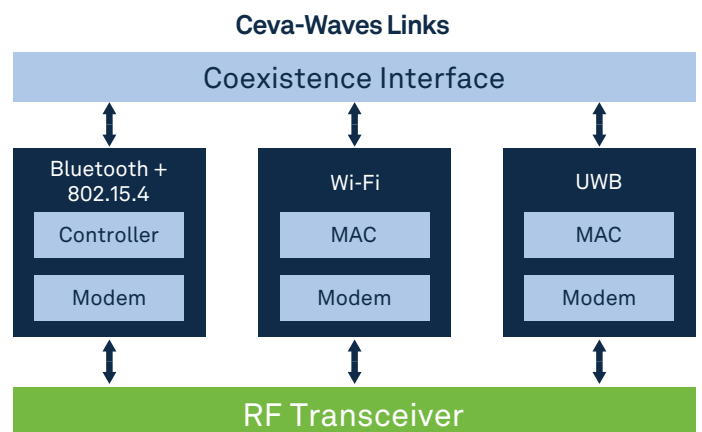 Ceva-Waves Links
Coexistence Interface
Bluetooth +
802.15.4
Controller
Modem
Wi-Fi
MAC
Modem
UWB
MAC
Modem
RF Transceiver